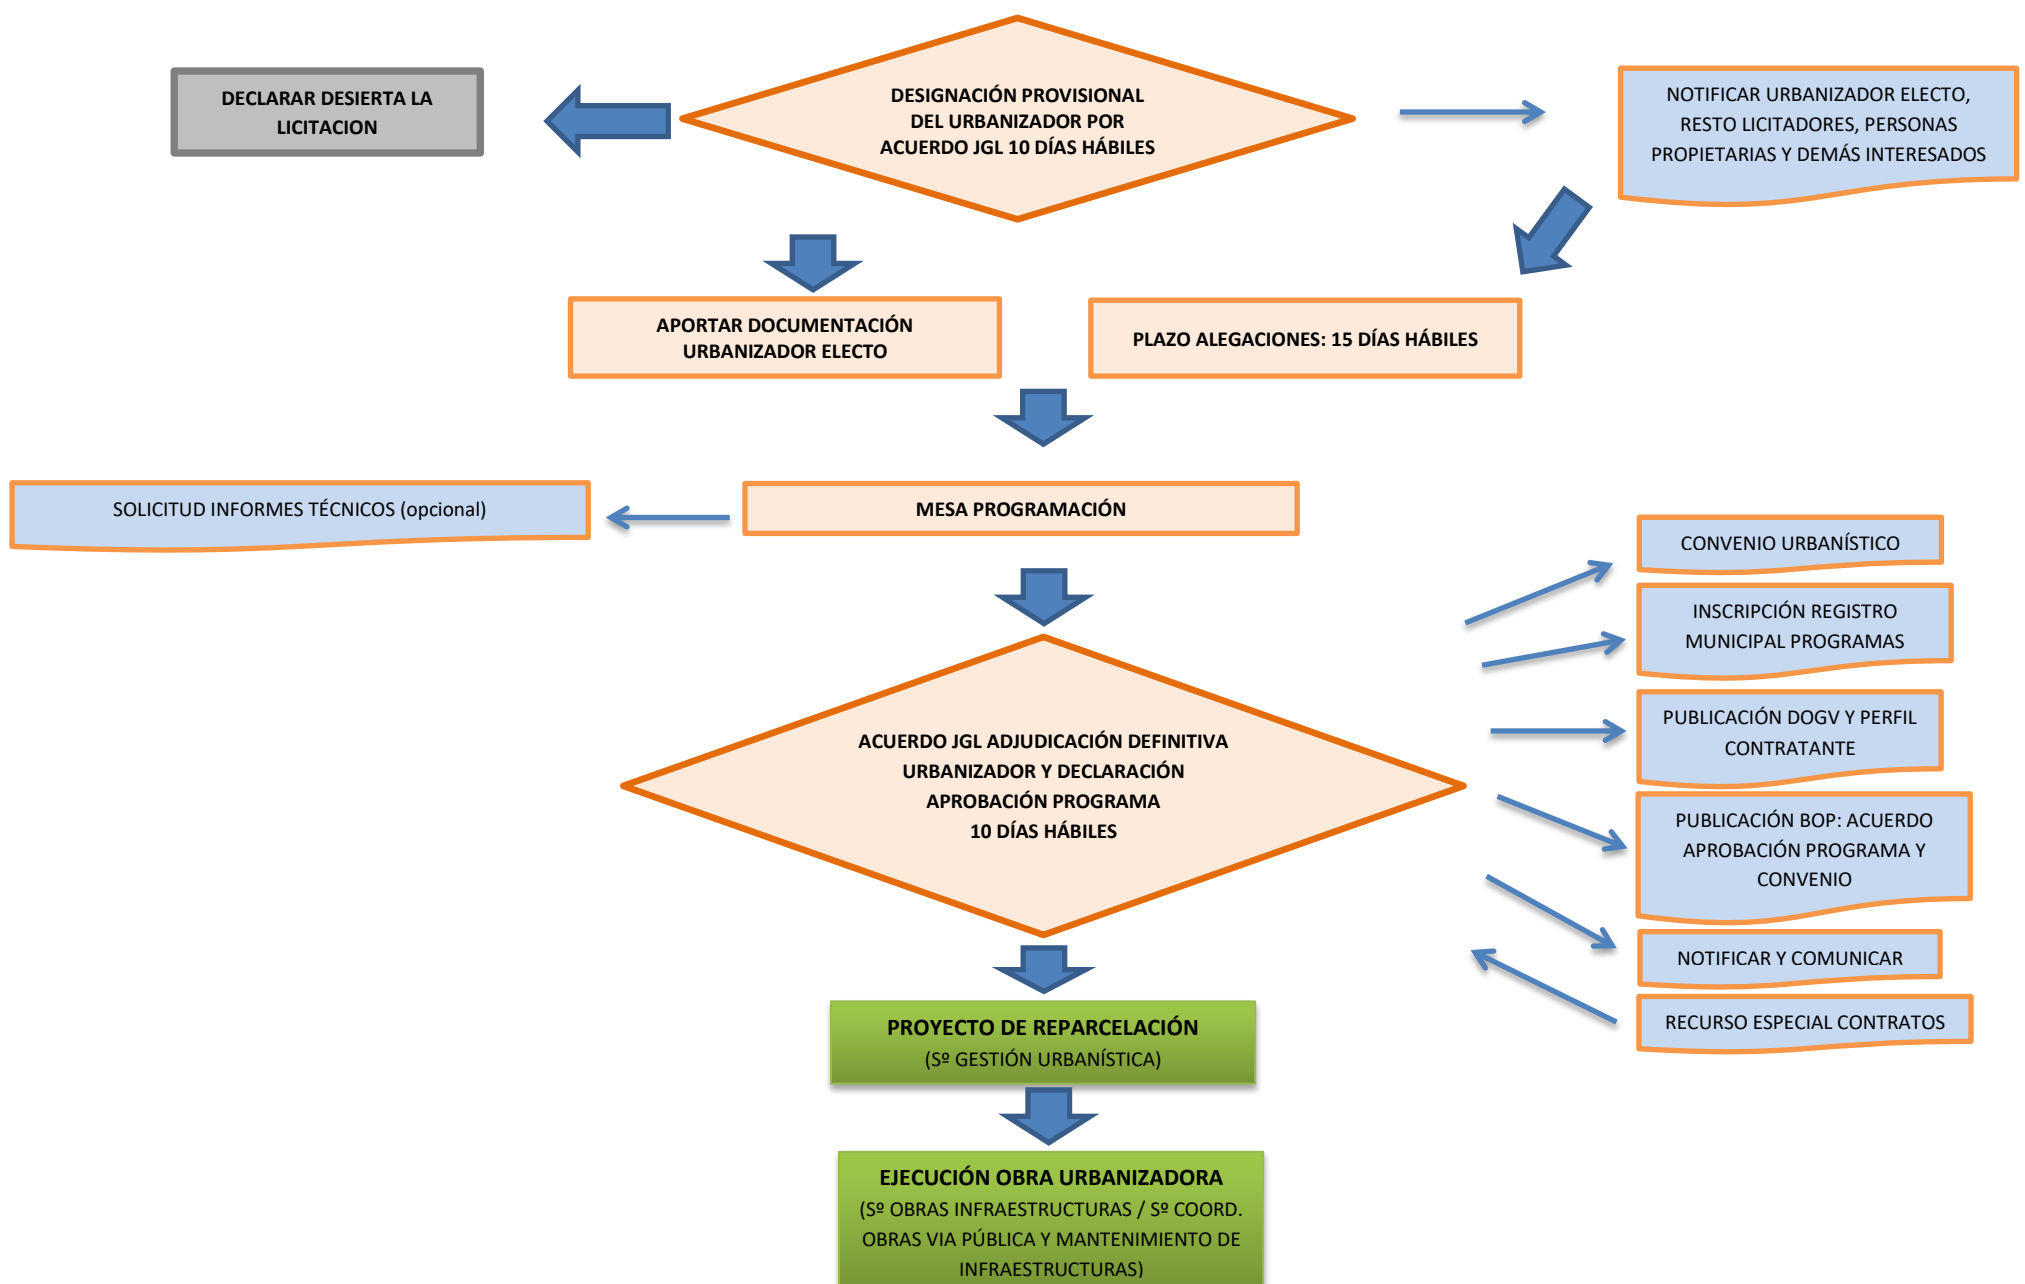 DECLARAR DESIERTA LA
LICITACION
DESIGNACIÓN PROVISIONAL
DEL URBANIZADOR POR
ACUERDO JGL 10 DÍAS HÁBILES
NOTIFICAR URBANIZADOR ELECTO,
RESTO LICITADORES, PERSONAS
PROPIETARIAS Y DEMÁS INTERESADOS
APORTAR DOCUMENTACIÓN
URBANIZADOR ELECTO
PLAZO ALEGACIONES: 15 DÍAS HÁBILES
SOLICITUD INFORMES TÉCNICOS (opcional)
MESA PROGRAMACIÓN
CONVENIO URBANÍSTICO
INSCRIPCIÓN REGISTRO
MUNICIPAL PROGRAMAS
PUBLICACIÓN DOGV Y PERFIL
CONTRATANTE
ACUERDO JGL ADJUDICACIÓN DEFINITIVA
URBANIZADOR Y DECLARACIÓN
APROBACIÓN PROGRAMA
10 DÍAS HÁBILES
PUBLICACIÓN BOP: ACUERDO
APROBACIÓN PROGRAMA Y
CONVENIO
NOTIFICAR Y COMUNICAR
RECURSO ESPECIAL CONTRATOS
PROYECTO DE REPARCELACIÓN
(Sº GESTIÓN URBANÍSTICA)
EJECUCIÓN OBRA URBANIZADORA
(Sº OBRAS INFRAESTRUCTURAS / Sº COORD.
OBRAS VIA PÚBLICA Y MANTENIMIENTO DE
INFRAESTRUCTURAS)